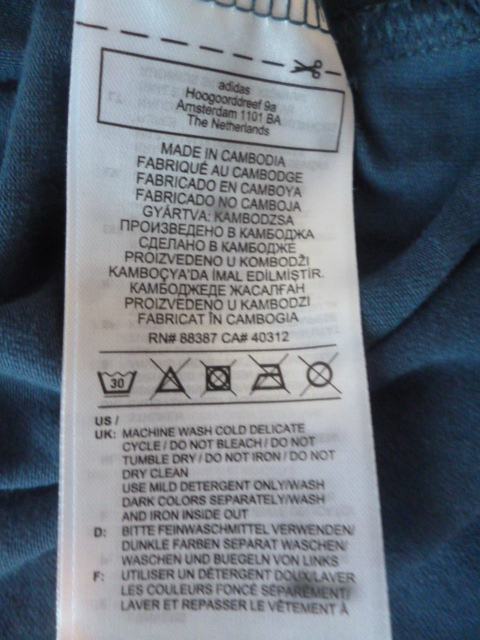 adidas
Hoogoorddreef 9a
Amsterdam 1101 BA
The Netherlands
MADE IN CAMBODIA
FABRIQUÉ AU CAMBODGE
FABRICADO EN CAMBOYA
FABRICADO NO CAMBOJA
GYÁRTVA: KAMBODZSA
ПРОИЗВЕДЕНО В КАМБОДЖА
СДЕЛАНО В КАМБОДЖЕ
PROIZVEDENO U KOMBODŽI
KAMBOÇYA'DA İMAL EDİLMİŞTİR.
КАМБОДЖЕДЕ ЖАСАЛҒАН
PROIZVEDENO U KAMBODZI
FABRICAT ÎN CAMBOGIA
RN# 88387 CA# 40312
30
US /
UK: MACHINE WASH COLD DELICATE
CYCLE / DO NOT BLEACH / DO NOT
TUMBLE DRY / DO NOT IRON / DO NOT
DRY CLEAN
USE MILD DETERGENT ONLY/WASH
DARK COLORS SEPARATELY/WASH
AND IRON INSIDE OUT
D: BITTE FEINWASCHMITTEL VERWENDEN/
DUNKLE FARBEN SEPARAT WASCHEN/
WASCHEN UND BUEGELN VON LINKS
F: UTILISER UN DÉTERGENT DOUX/LAVER
LES COULEURS FONCÉ SÉPARÉMENT/
LAVER ET REPASSER LE VÊTEMENT À